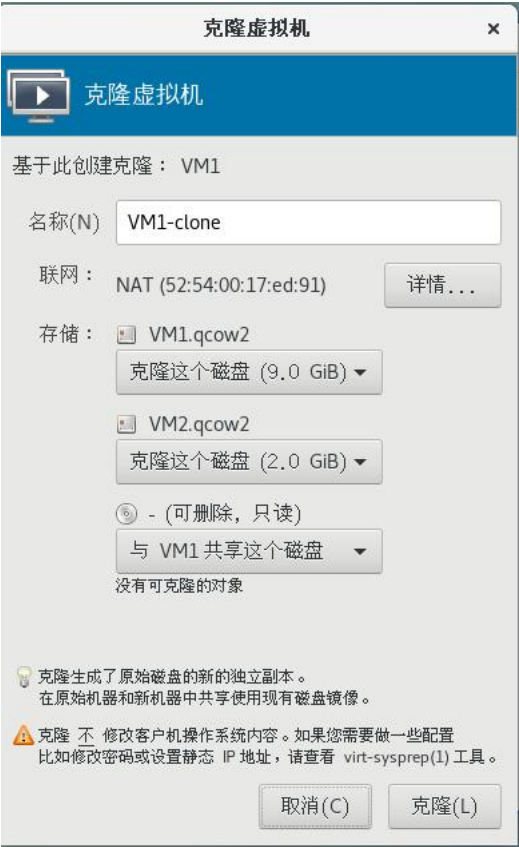 克隆虚拟机
×
克隆虚拟机
基于此创建克隆： VM1
名称(N) VM1-clone
联网： NAT (52:54:00:17:ed:91) 详情...
存储： VM1.qcow2
克隆这个磁盘 (9.0 GiB)
VM2.qcow2
克隆这个磁盘 (2.0 GiB)
- (可删除，只读)
与 VM1 共享这个磁盘
没有可克隆的对象
克隆生成了原始磁盘的新的独立副本。
在原始机器和新机器中共享使用现有磁盘镜像。
克隆 不 修改客户机操作系统内容。如果您需要做一些配置
比如修改密码或设置静态 IP 地址，请查看 virt-sysprep(1) 工具。
取消(C) 克隆(L)